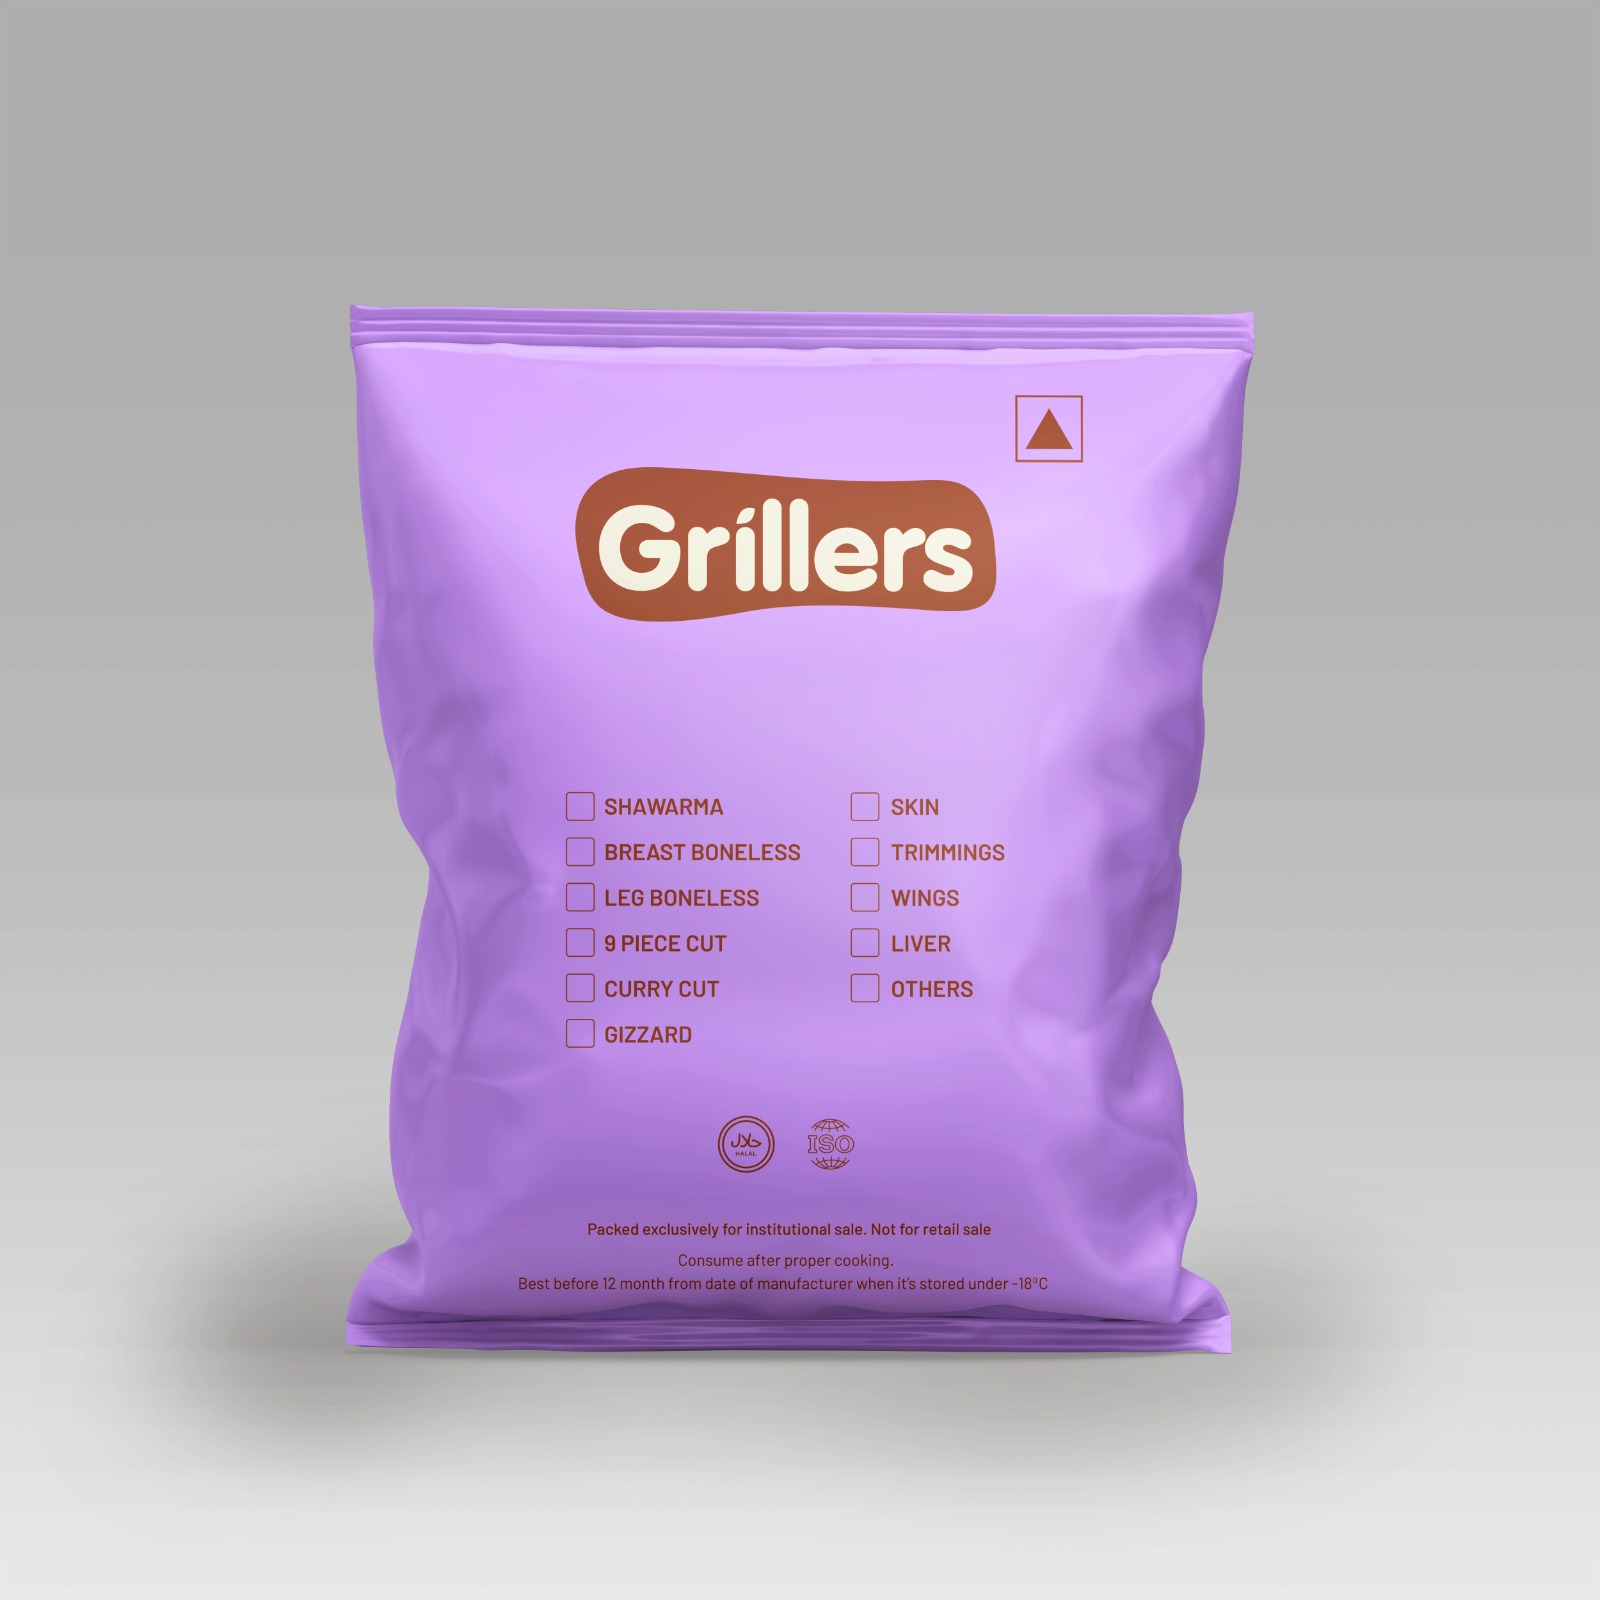 Grillers
SHAWARMA
BREAST BONELESS
LEG BONELESS
9 PIECE CUT
CURRY CUT
GIZZARD
SKIN
TRIMMINGS
WINGS
LIVER
OTHERS
حلال
HALAL
ISO
Packed exclusively for institutional sale. Not for retail sale
Consume after proper cooking.
Best before 12 month from date of manufacturer when it's stored under -18⁰C